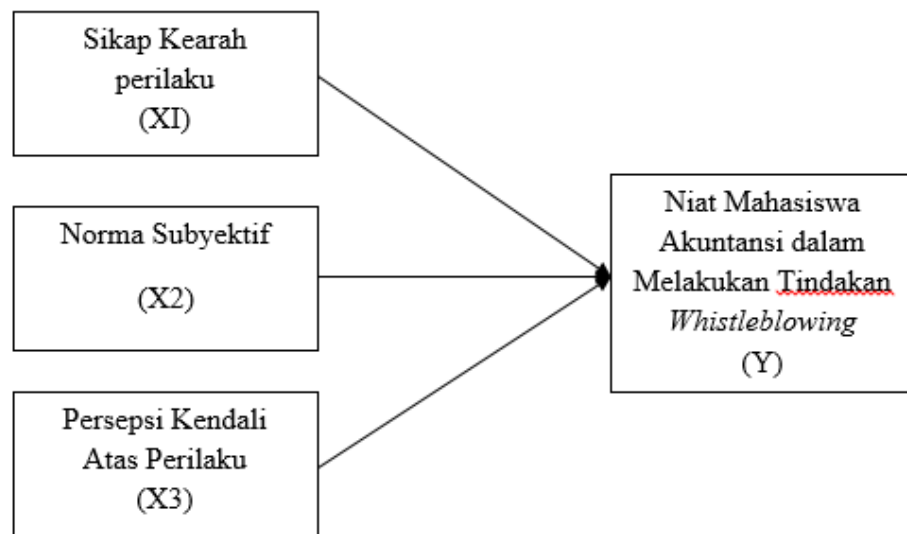 Sikap Kearah
perilaku
(XI)
Norma Subyektif
(X2)
Persepsi Kendali
Atas Perilaku
(X3)
Niat Mahasiswa
Akuntansi dalam
Melakukan Tindakan
Whistleblowing
(Y)